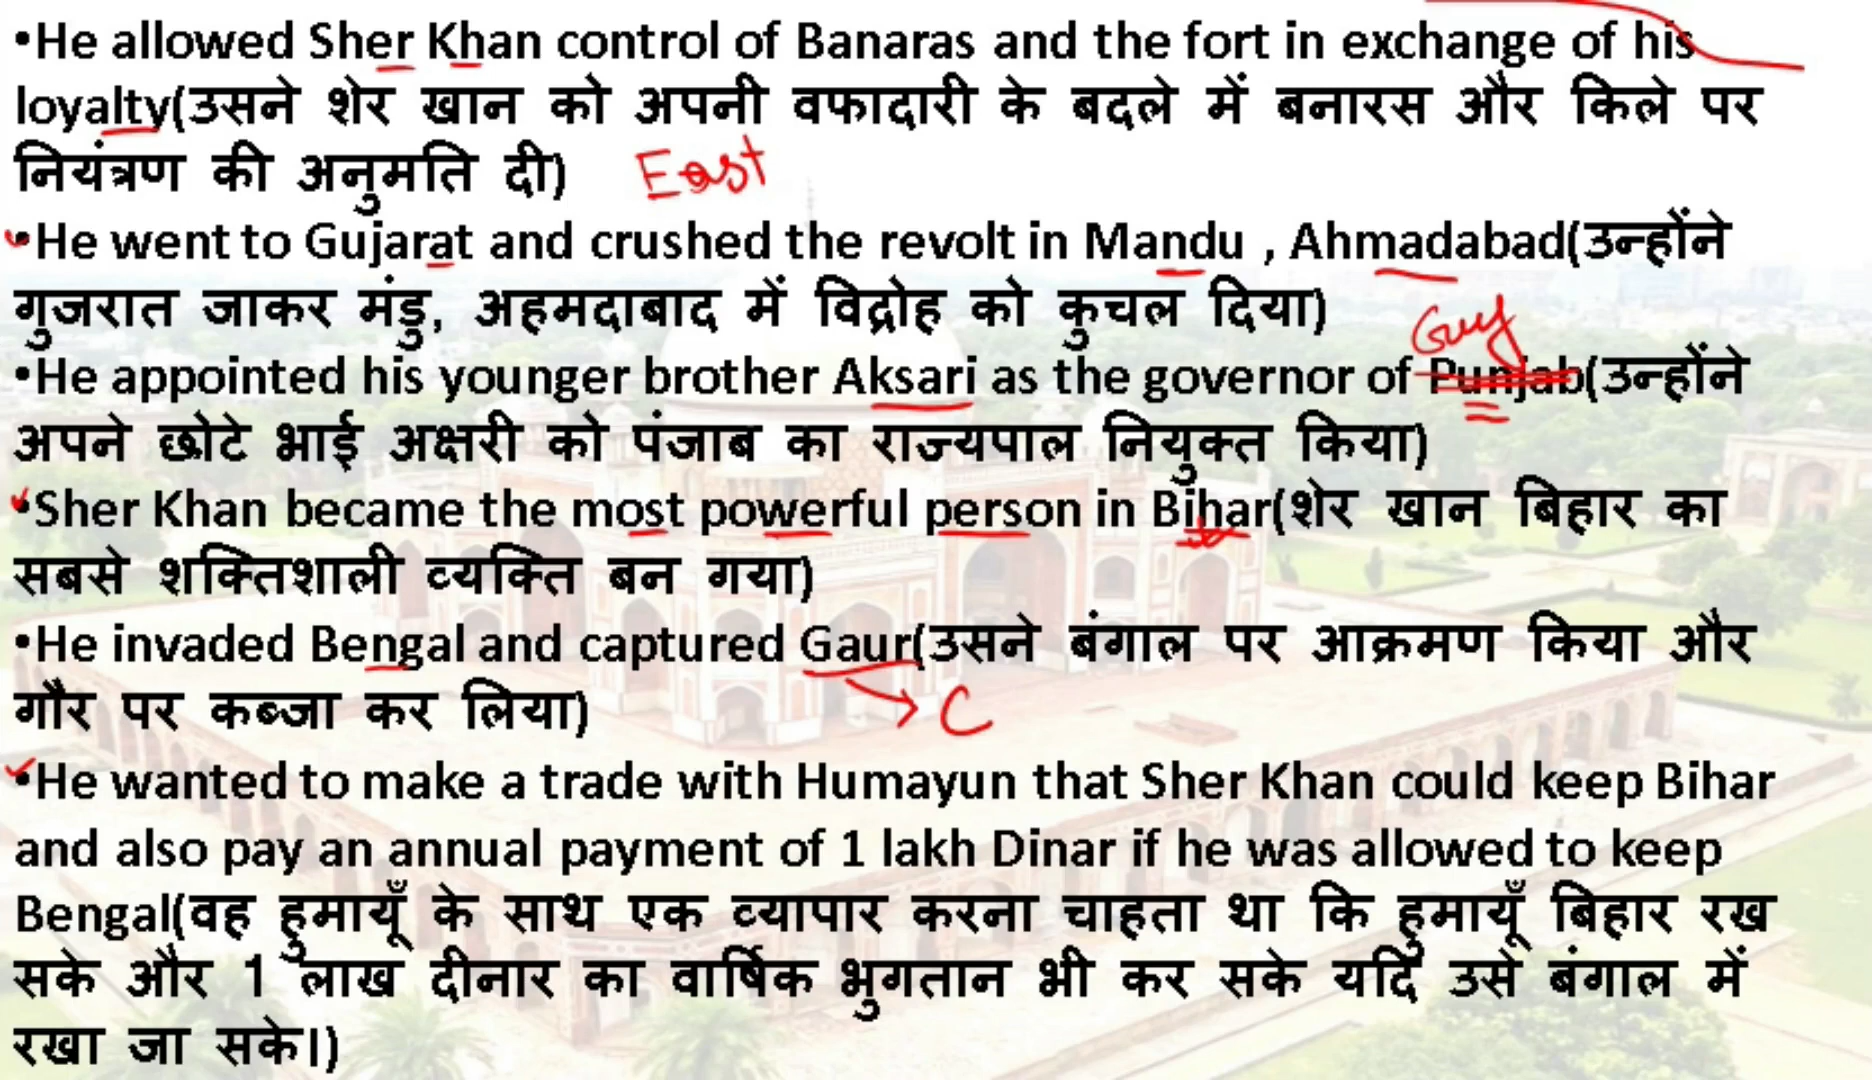 •He allowed Sher Khan control of Banaras and the fort in exchange of his
loyalty(उसने शेर खान को अपनी वफादारी के बदले में बनारस और किले पर
नियंत्रण की अनुमति दी) East
•He went to Gujarat and crushed the revolt in Mandu , Ahmadabad(उन्होंने
गुजरात जाकर मंडु, अहमदाबाद में विद्रोह को कुचल दिया)
Guj
•He appointed his younger brother Aksari as the governor of Punjab(उन्होंने
अपने छोटे भाई अक्षरी को पंजाब का राज्यपाल नियुक्त किया)
•Sher Khan became the most powerful person in Bihar(शेर खान बिहार का
सबसे शक्तिशाली व्यक्ति बन गया)
•He invaded Bengal and captured Gaur(उसने बंगाल पर आक्रमण किया और
गौर पर कब्जा कर लिया) → C
•He wanted to make a trade with Humayun that Sher Khan could keep Bihar
and also pay an annual payment of 1 lakh Dinar if he was allowed to keep
Bengal(वह हुमायूँ के साथ एक व्यापार करना चाहता था कि हुमायूँ बिहार रख
सके और 1 लाख दीनार का वार्षिक भुगतान भी कर सके यदि उसे बंगाल में
रखा जा सके।)